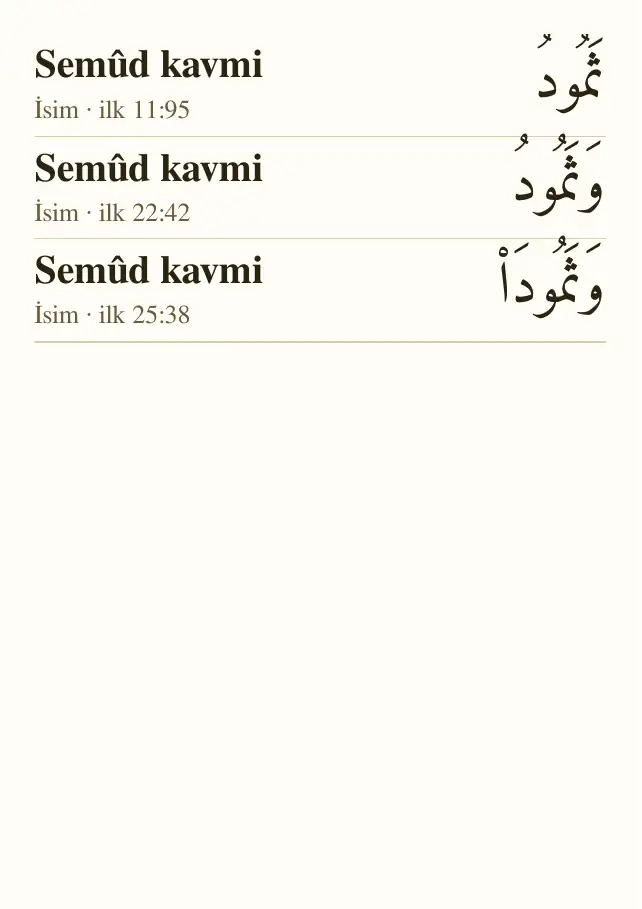 Semûd kavmi ثَمُودُ
İsim · ilk 11:95
Semûd kavmi وَثَمُودُ
İsim · ilk 22:42
Semûd kavmi وَثَمُودَاْ
İsim · ilk 25:38